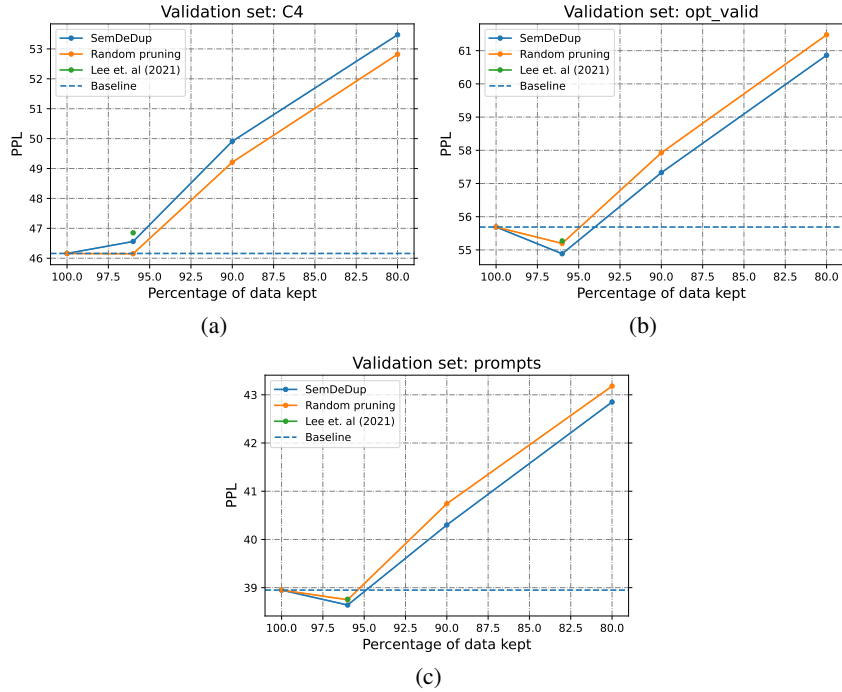 Validation set: C4
SemDeDup
Random pruning
Lee et. al (2021)
Baseline
53
52
51
50
49
48
47
46
PPL
100.0 97.5 95.0 92.5 90.0 87.5 85.0 82.5 80.0
Percentage of data kept
(a)
Validation set: opt_valid
SemDeDup
Random pruning
Lee et. al (2021)
Baseline
61
60
59
58
57
56
55
PPL
100.0 97.5 95.0 92.5 90.0 87.5 85.0 82.5 80.0
Percentage of data kept
(b)
Validation set: prompts
SemDeDup
Random pruning
Lee et. al (2021)
Baseline
43
42
41
40
39
PPL
100.0 97.5 95.0 92.5 90.0 87.5 85.0 82.5 80.0
Percentage of data kept
(c)